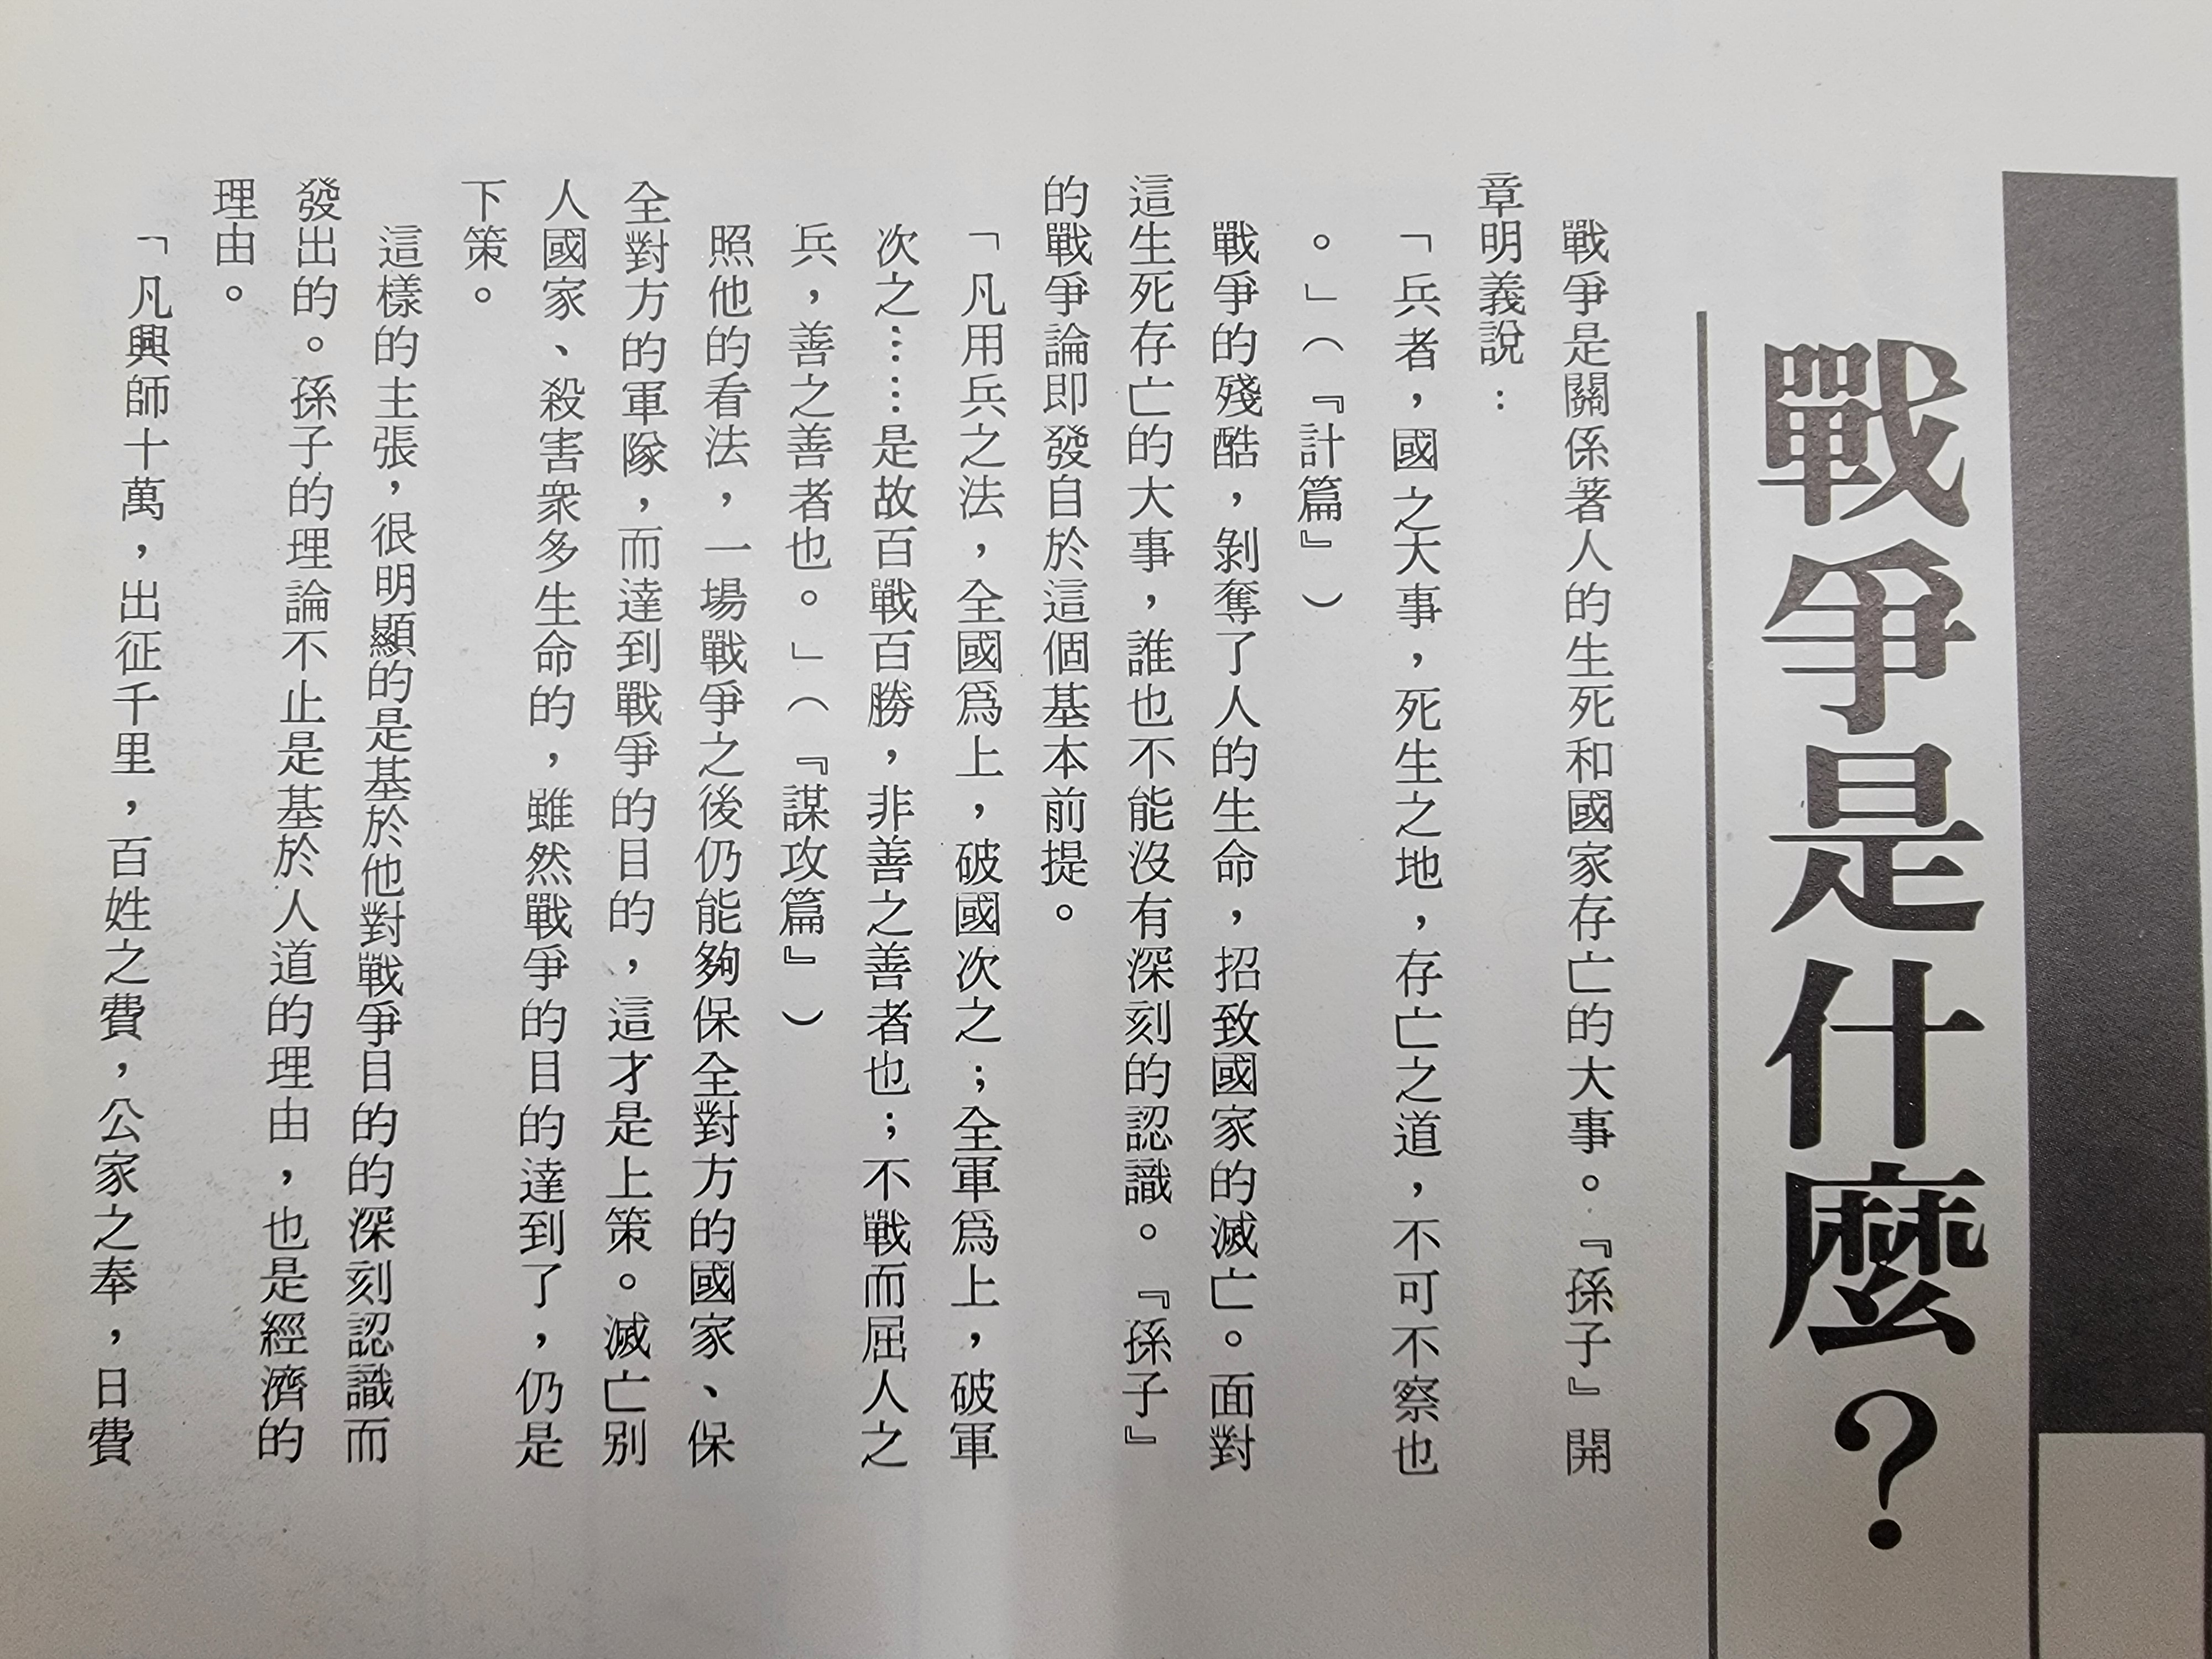 戰爭是什麼？
戰爭是關係著人的生死和國家存亡的大事。『孫子』開
章明義說：
「兵者，國之大事，死生之地，存亡之道，不可不察也
。」（『計篇』）
戰爭的殘酷，剝奪了人的生命，招致國家的滅亡。面對
這生死存亡的大事，誰也不能沒有深刻的認識。『孫子』
的戰爭論即發自於這個基本前提。
「凡用兵之法，全國爲上，破國次之；全軍爲上，破軍
次之……是故百戰百勝，非善之善者也；不戰而屈人之
兵，善之善者也。」（『謀攻篇』）
照他的看法，一場戰爭之後仍能夠保全對方的國家、保
全對方的軍隊，而達到戰爭的目的，這才是上策。滅亡別
人國家、殺害衆多生命的，雖然戰爭的目的達到了，仍是
下策。
這樣的主張，很明顯的是基於他對戰爭目的的深刻認識而
發出的。孫子的理論不止是基於人道的理由，也是經濟的
理由。
「凡興師十萬，出征千里，百姓之費，公家之奉，日費